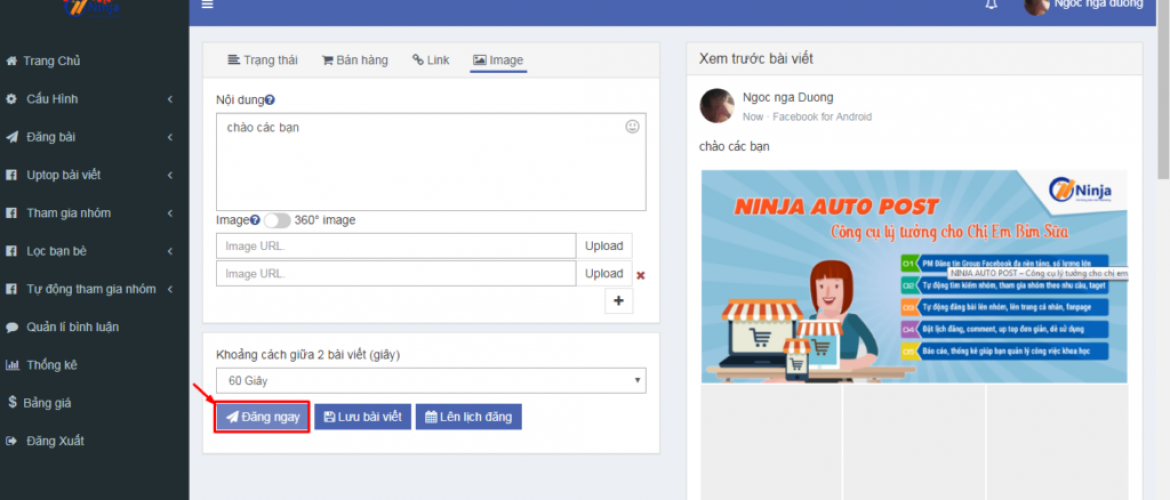 Ninja
Ngoc nga duong
Trang Chủ
Cấu Hình
Đăng bài
Uptop bài viết
Tham gia nhóm
Lọc bạn bè
Tự động tham gia nhóm
Quản lí bình luận
Thống kê
$ Bảng giá
Đăng Xuất
Trạng thái Bán hàng Link Image
Nội dung
chào các bạn
Image 360° image
Image URL. Upload
Image URL. Upload
+
Khoảng cách giữa 2 bài viết (giây)
60 Giây
Đăng ngay Lưu bài viết Lên lịch đăng
Xem trước bài viết
Ngoc nga Duong
Now · Facebook for Android
chào các bạn
Ninja
NINJA AUTO POST
Công cụ lý tưởng cho Chị Em Bỉm Sữa
01 PM Đăng tin Group Facebook đa nền tảng, số lượng lớn
NINJA AUTO POST – Công cụ lý tưởng cho chị em
02 Tự động tìm kiếm nhóm, tham gia nhóm theo nhu cầu, taget
03 Tự động đăng bài lên nhóm, lên trang cá nhân, fanpage
04 Đặt lịch đăng, comment, up top đơn giản, dễ sử dụng
05 Báo cáo, thống kê giúp bạn quản lý công việc khoa học